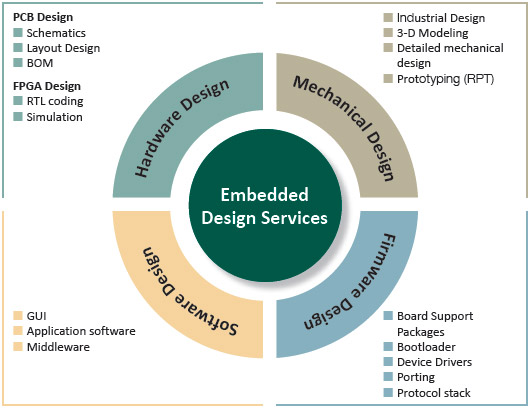 PCB Design
Schematics
Layout Design
BOM
FPGA Design
RTL coding
Simulation
Industrial Design
3-D Modeling
Detailed mechanical
design
Prototyping (RPT)
Hardware Design
Mechanical Design
Embedded
Design Services
Software Design
Firmware Design
GUI
Application software
Middleware
Board Support
Packages
Bootloader
Device Drivers
Porting
Protocol stack